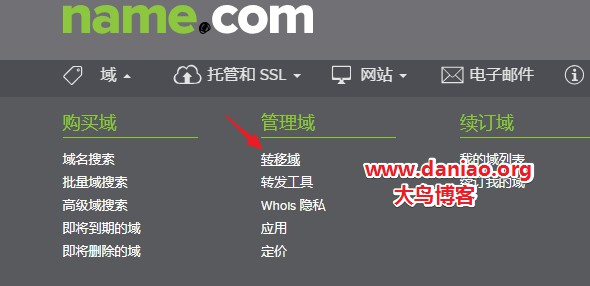 name.com
域 托管和 SSL 网站 电子邮件
购买域 管理域 续订域
域名搜索 转移域 我的域列表
批量域搜索 转发工具 续订我的域
高级域搜索 Whois 隐私
即将到期的域 应用
即将删除的域 定价
www.daniao.org
大鸟博客